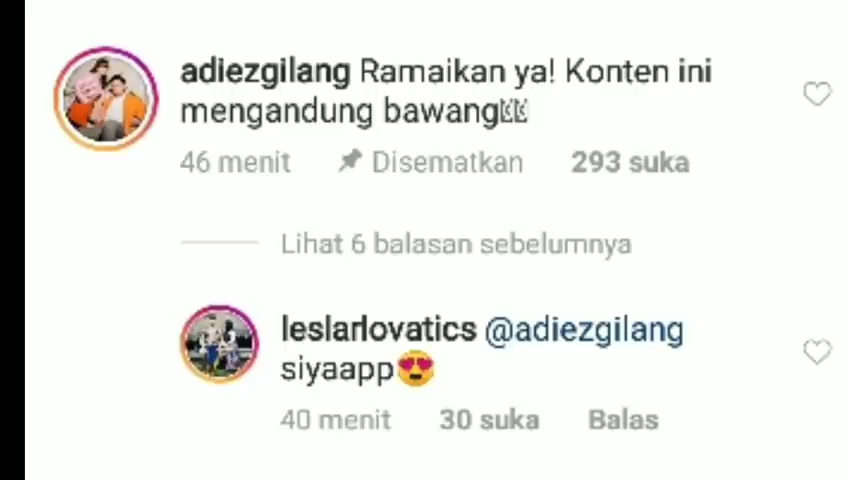 adiezgilang Ramaikan ya! Konten ini
mengandung bawang
46 menit Disematkan 293 suka
Lihat 6 balasan sebelumnya
leslarlovatics @adiezgilang
siyaapp😍
40 menit 30 suka Balas